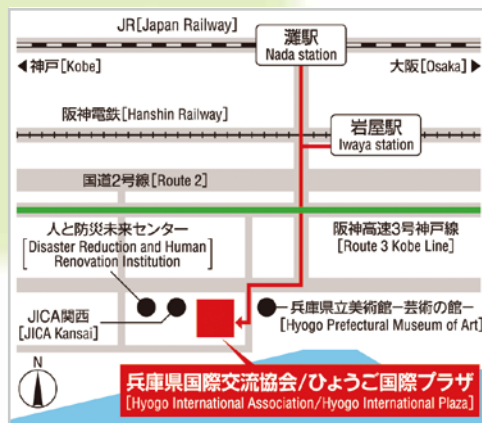 JR[Japan Railway]
灘駅
Nada station
◀神戸[Kobe]
大阪[Osaka]▶
阪神電鉄[Hanshin Railway]
岩屋駅
Iwaya station
国道2号線[Route 2]
人と防災未来センター
[Disaster Reduction and Human
Renovation Institution]
阪神高速3号神戸線
[Route 3 Kobe Line]
JICA関西
[JICA Kansai]
兵庫県立美術館−芸術の館−
[Hyogo Prefectural Museum of Art]
N
兵庫県国際交流協会/ひょうご国際プラザ
[Hyogo International Association/Hyogo International Plaza]